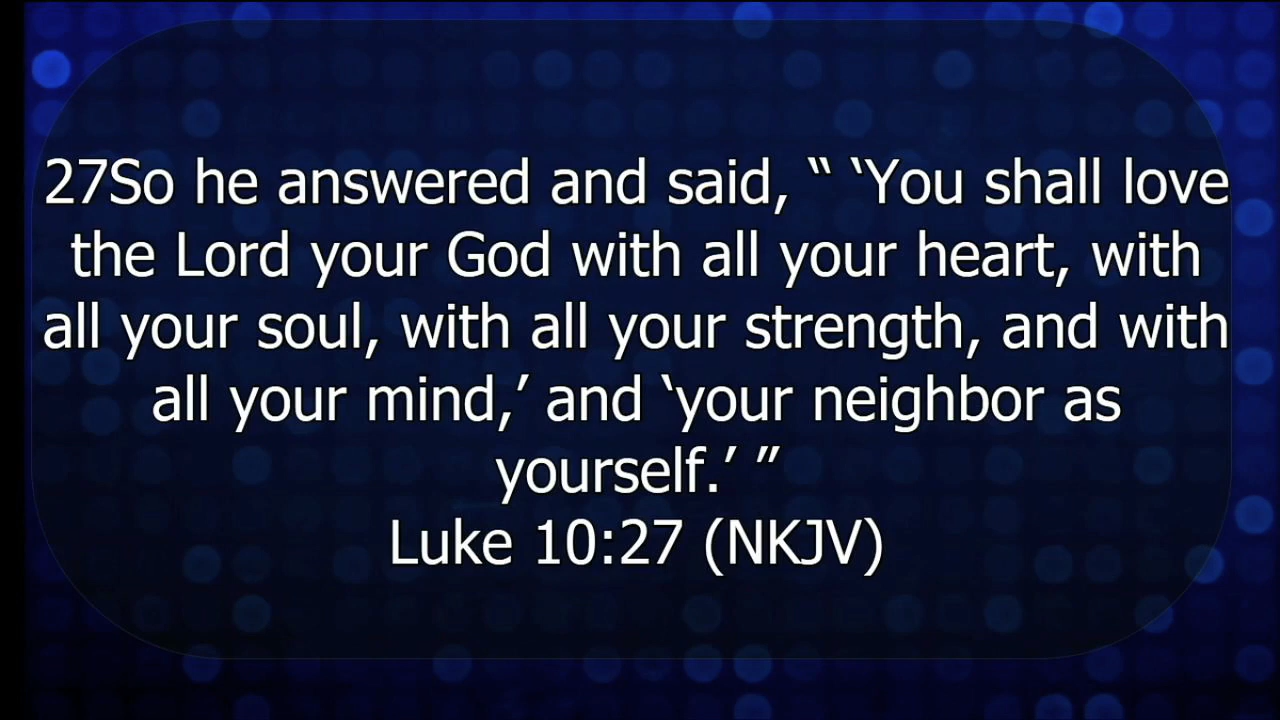 27So he answered and said, “ ‘You shall love
the Lord your God with all your heart, with
all your soul, with all your strength, and with
all your mind,’ and ‘your neighbor as
yourself.’ ”
Luke 10:27 (NKJV)